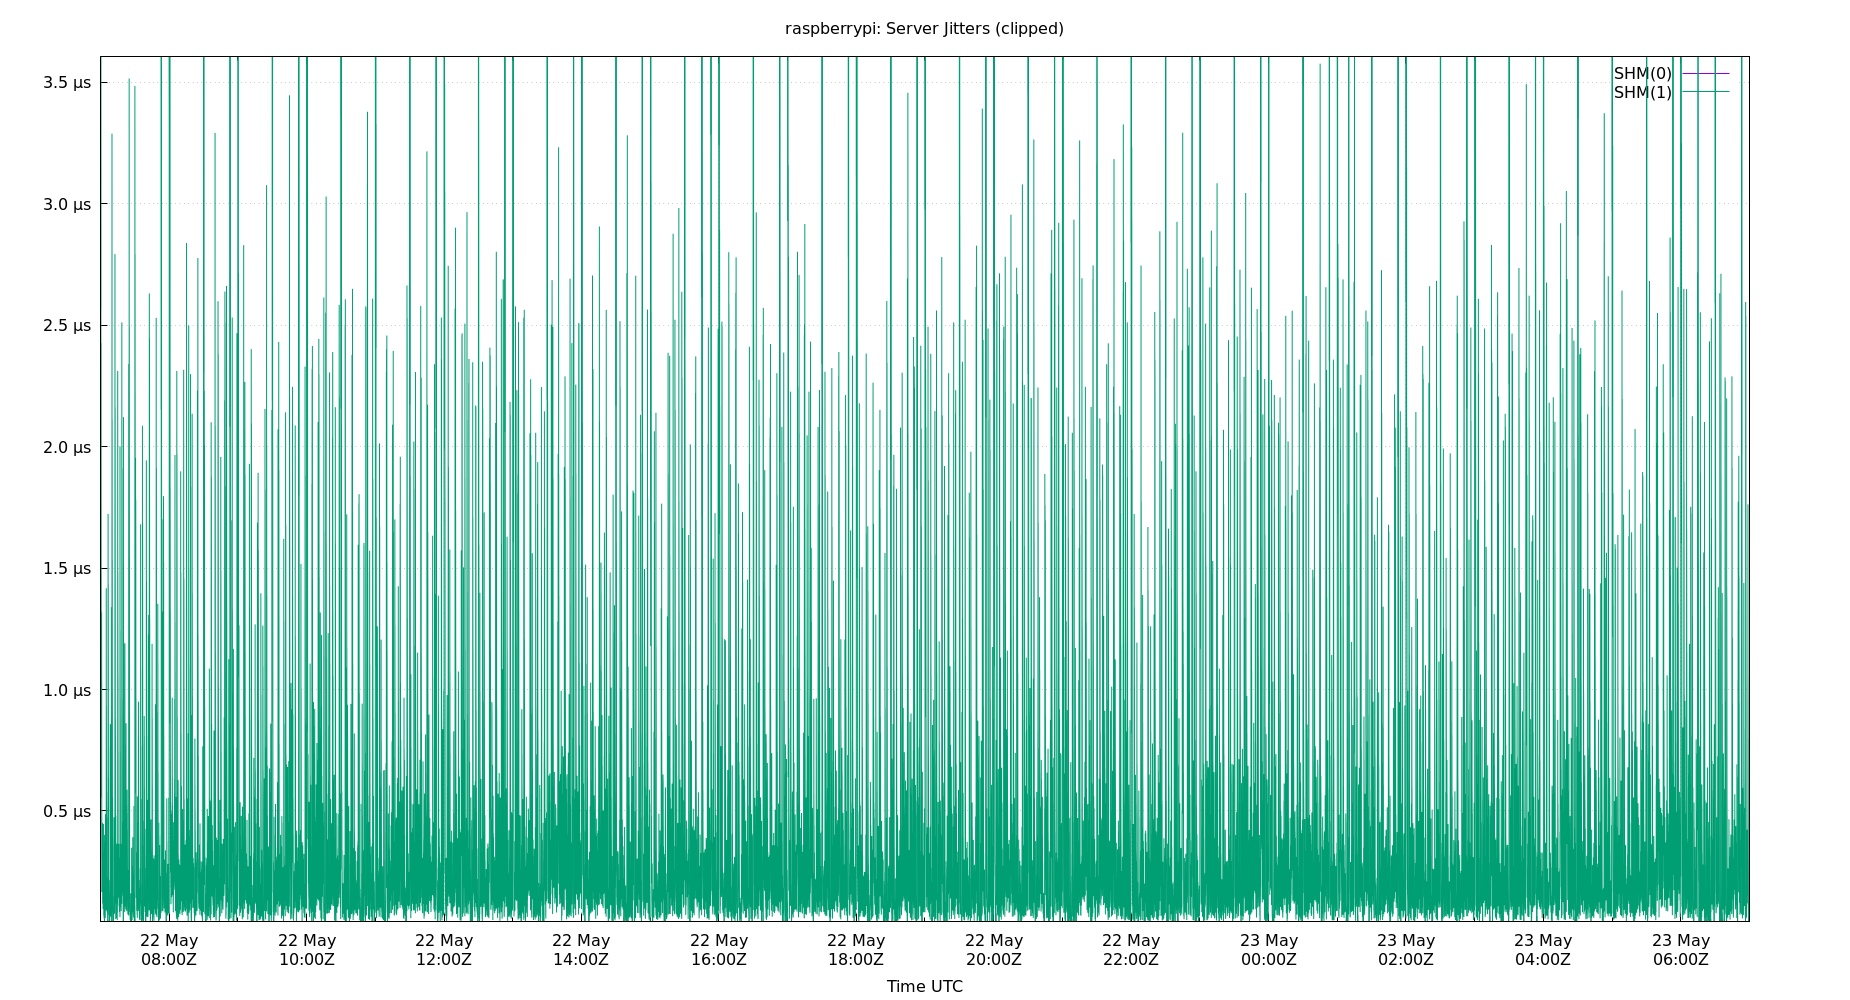 raspberrypi: Server Jitters (clipped)
SHM(0)
SHM(1)
3.5 µs
3.0 µs
2.5 µs
2.0 µs
1.5 µs
1.0 µs
0.5 µs
22 May 22 May 22 May 22 May 22 May 22 May 22 May 22 May 23 May 23 May 23 May 23 May
08:00Z 10:00Z 12:00Z 14:00Z 16:00Z 18:00Z 20:00Z 22:00Z 00:00Z 02:00Z 04:00Z 06:00Z
Time UTC